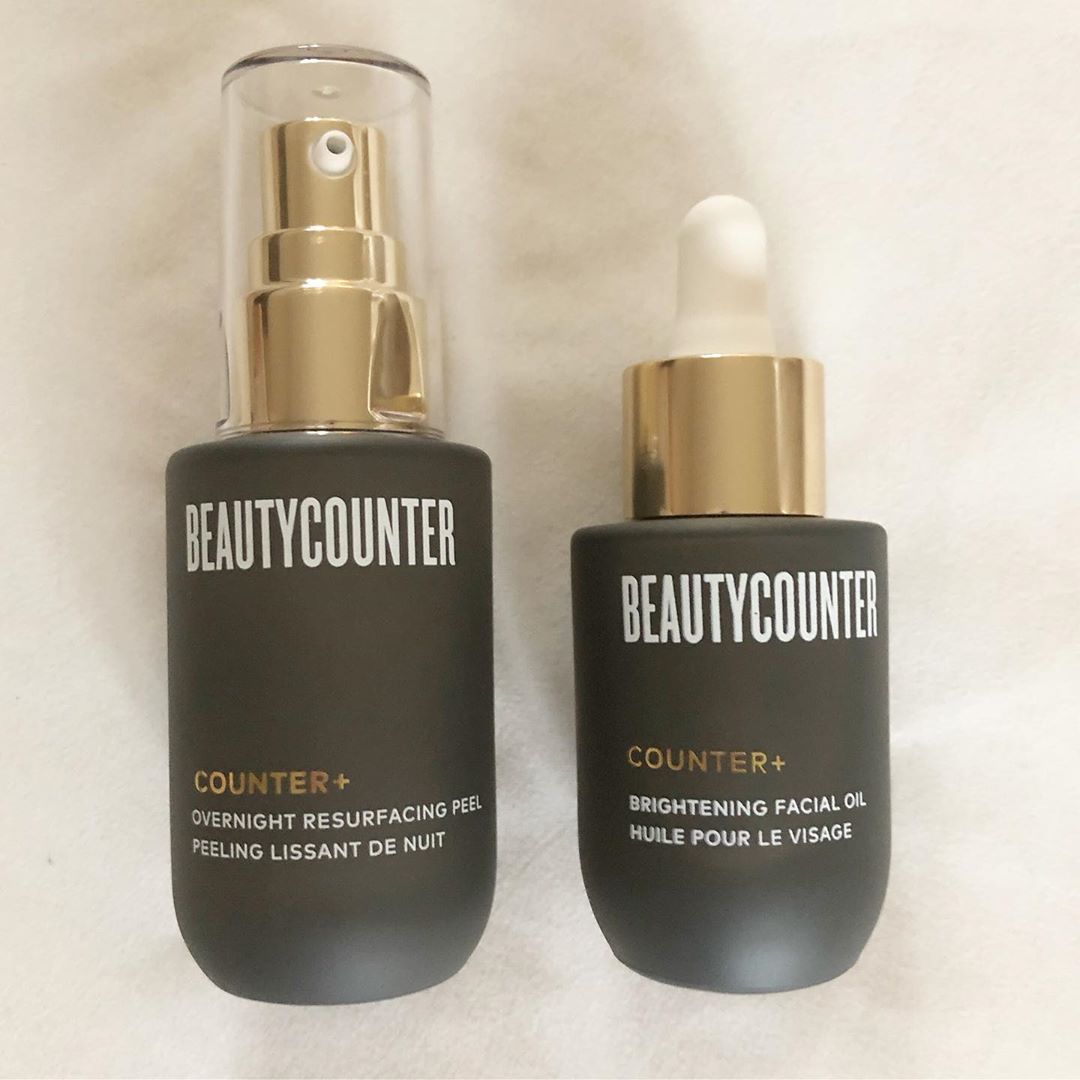 BEAUTYCOUNTER
COUNTER+
OVERNIGHT RESURFACING PEEL
PEELING LISSANT DE NUIT
BEAUTYCOUNTER
COUNTER+
BRIGHTENING FACIAL OIL
HUILE POUR LE VISAGE